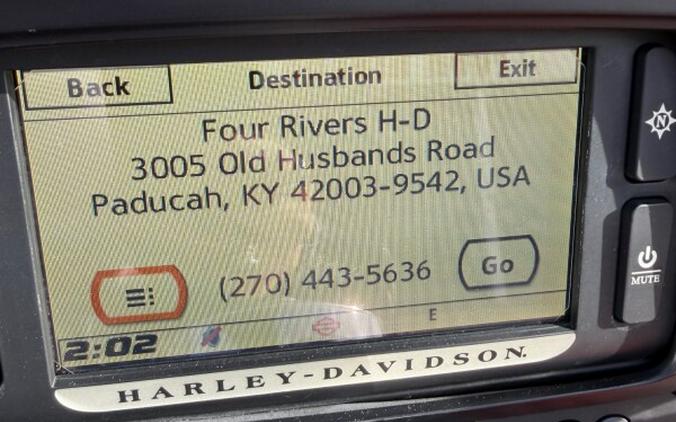 Back Destination Exit
Four Rivers H-D
3005 Old Husbands Road
Paducah, KY 42003-9542, USA
(270) 443-5636 Go
2:02 E
HARLEY-DAVIDSON
N
MUTE